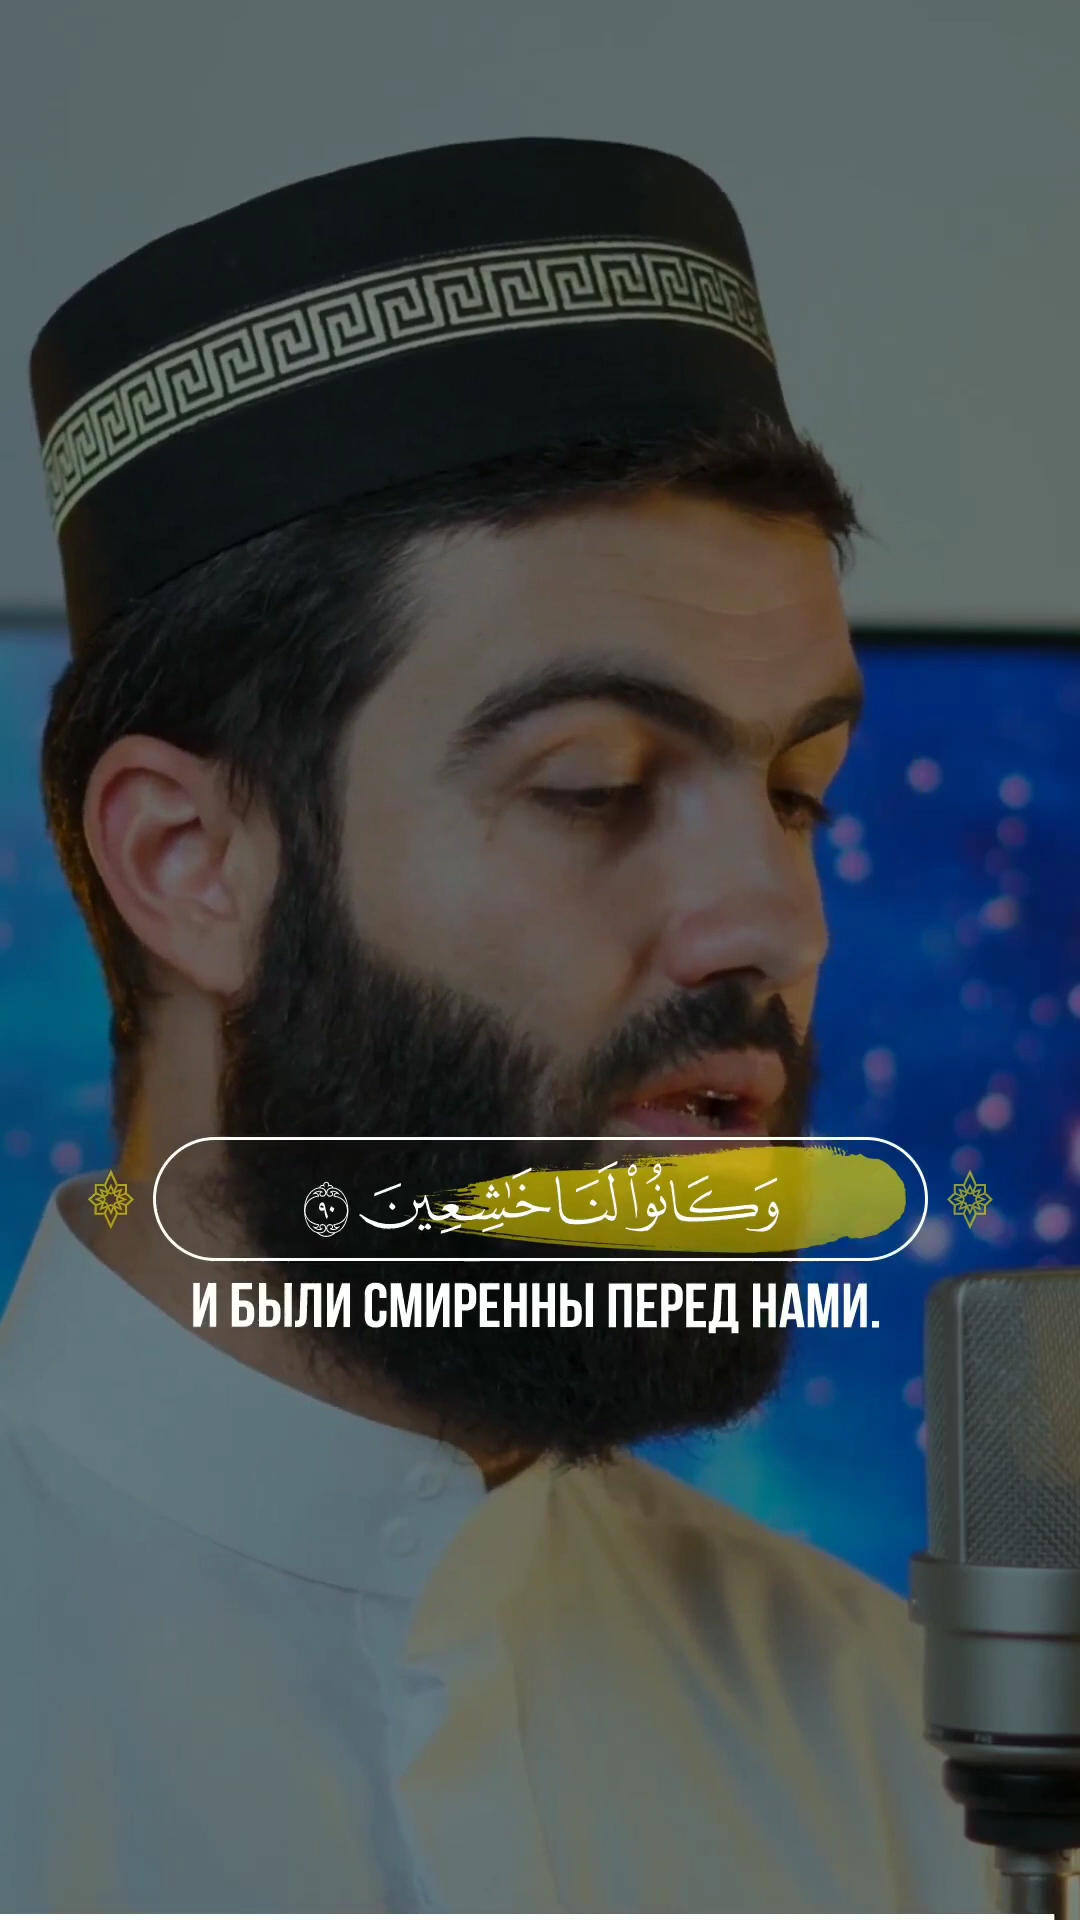 وَكَانُوا۟ لَنَا خَـٰشِعِينَ ٩٠
И БЫЛИ СМИРЕННЫ ПЕРЕД НАМИ.